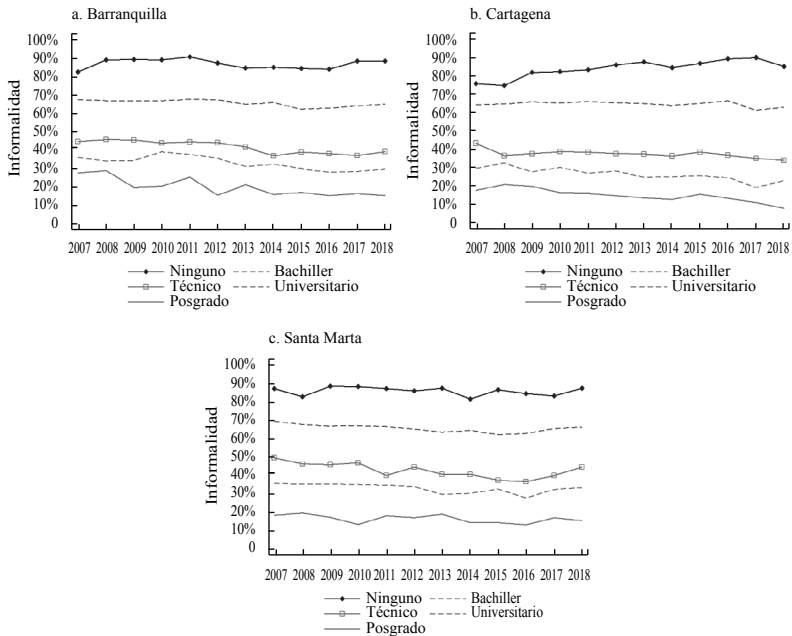 a. Barranquilla
100%
90%
80%
70%
60%
50%
40%
30%
20%
10%
0
Informalidad
2007 2008 2009 2010 2011 2012 2013 2014 2015 2016 2017 2018
Ninguno Bachiller
Técnico Universitario
Posgrado
b. Cartagena
100%
90%
80%
70%
60%
50%
40%
30%
20%
10%
0
Informalidad
2007 2008 2009 2010 2011 2012 2013 2014 2015 2016 2017 2018
Ninguno Bachiller
Técnico Universitario
Posgrado
c. Santa Marta
100%
90%
80%
70%
60%
50%
40%
30%
20%
10%
0
Informalidad
2007 2008 2009 2010 2011 2012 2013 2014 2015 2016 2017 2018
Ninguno Bachiller
Técnico Universitario
Posgrado